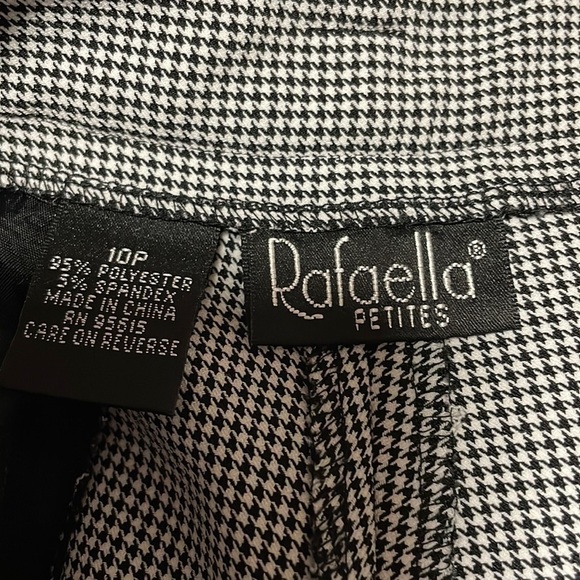 10P
95% POLYESTER
5% SPANDEX
MADE IN CHINA
RN 95615
CARE ON REVERSE
Rafaella®
PETITES